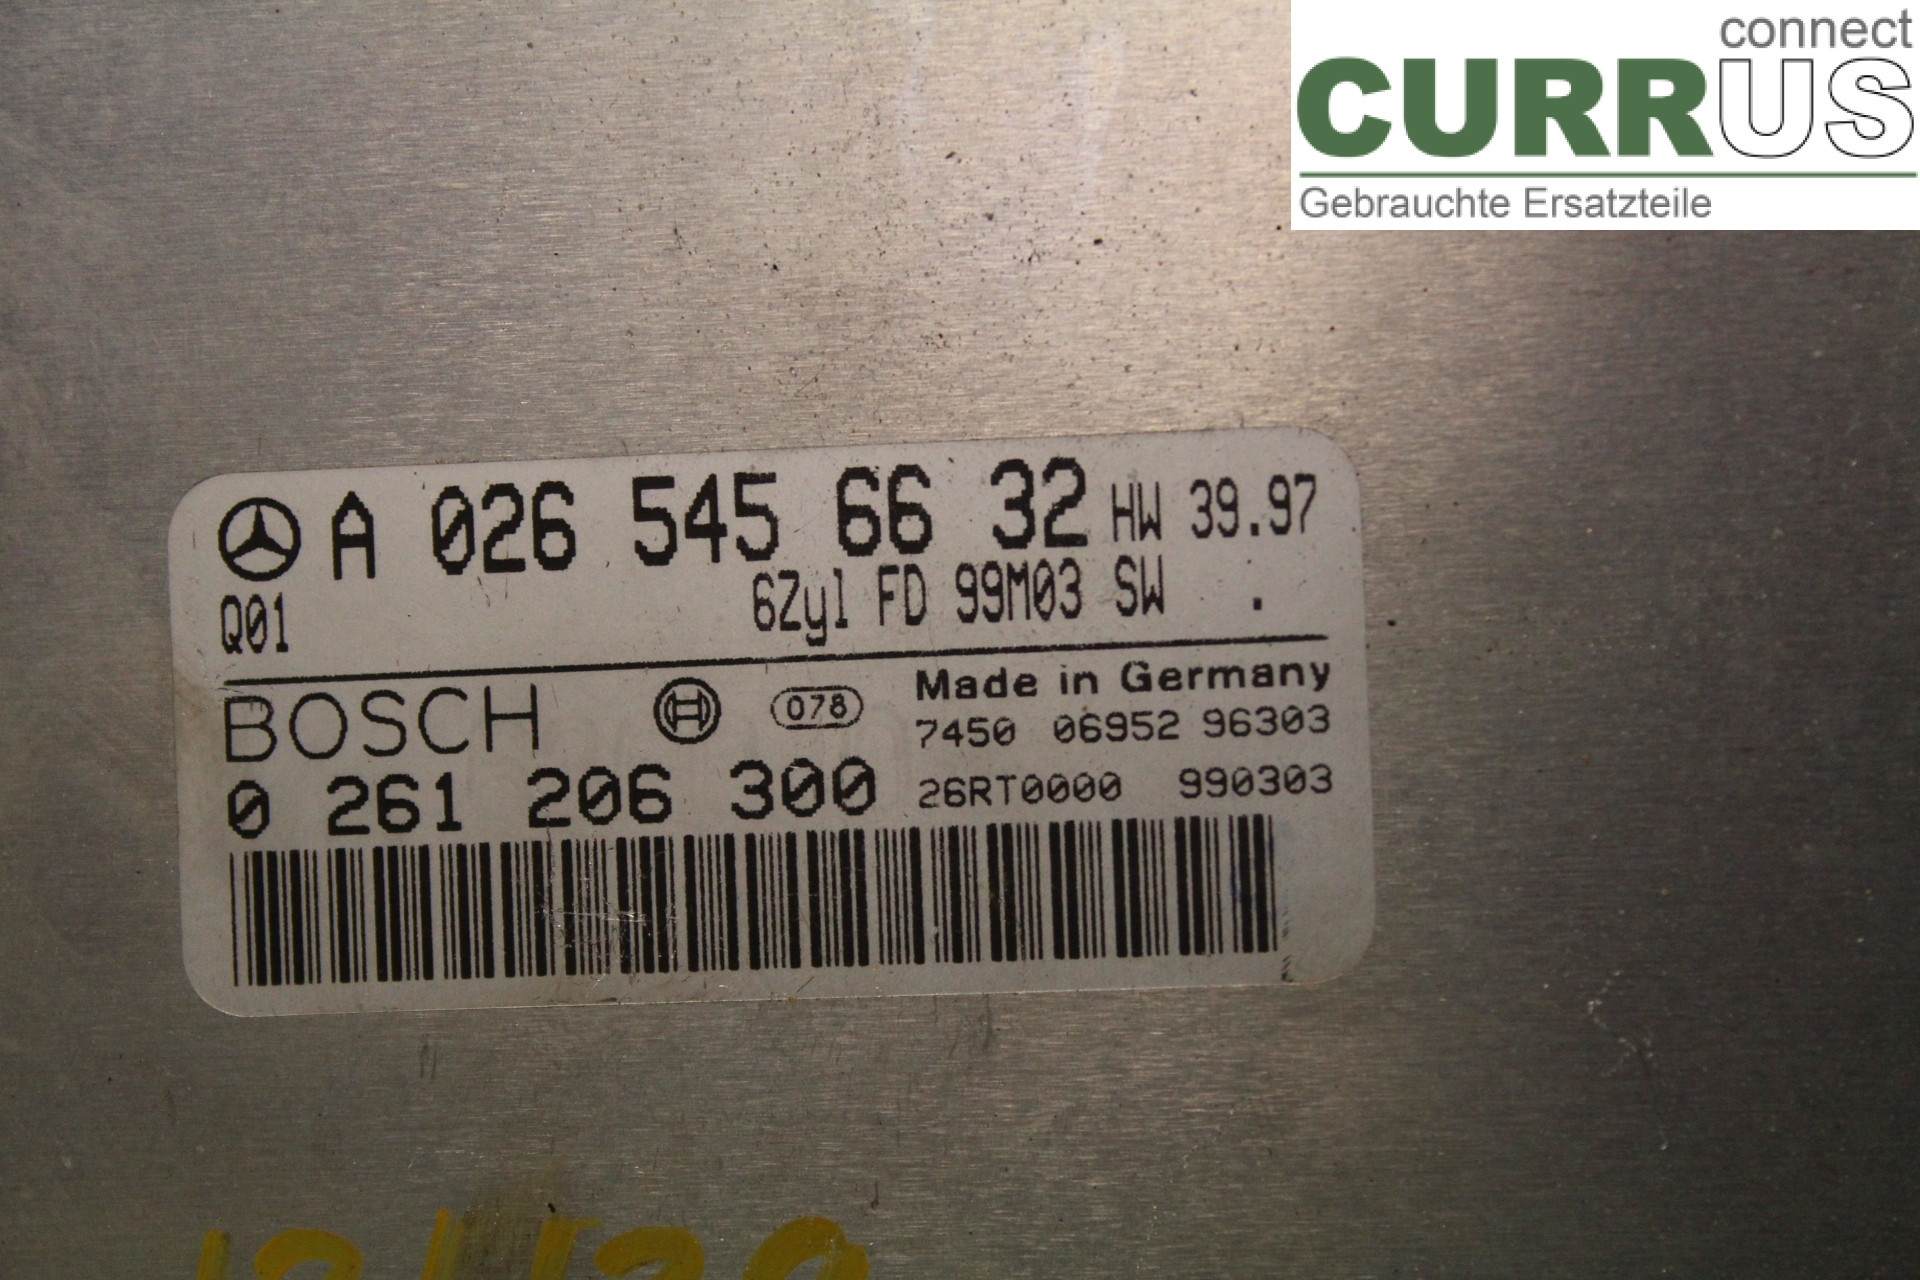 connect
CURRUS
Gebrauchte Ersatzteile
A 026 545 66 32 HW 39.97
Q01 6Zyl FD 99M03 SW .
BOSCH 078 Made in Germany
7450 06952 96303
0 261 206 300 26RT0000 990303